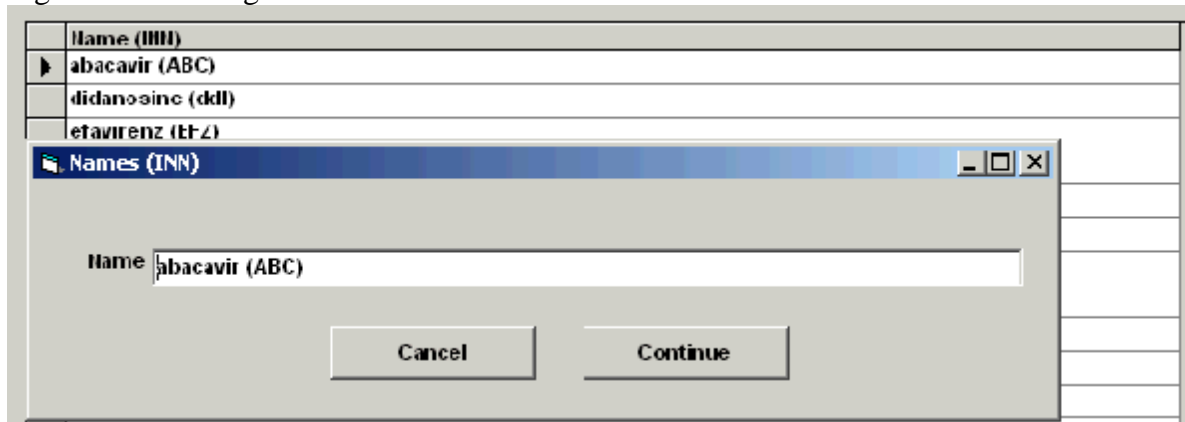 Name (INN)
abacavir (ABC)
didanosine (ddI)
efavirenz (EFZ)
Names (INN)
Name abacavir (ABC)
Cancel Continue